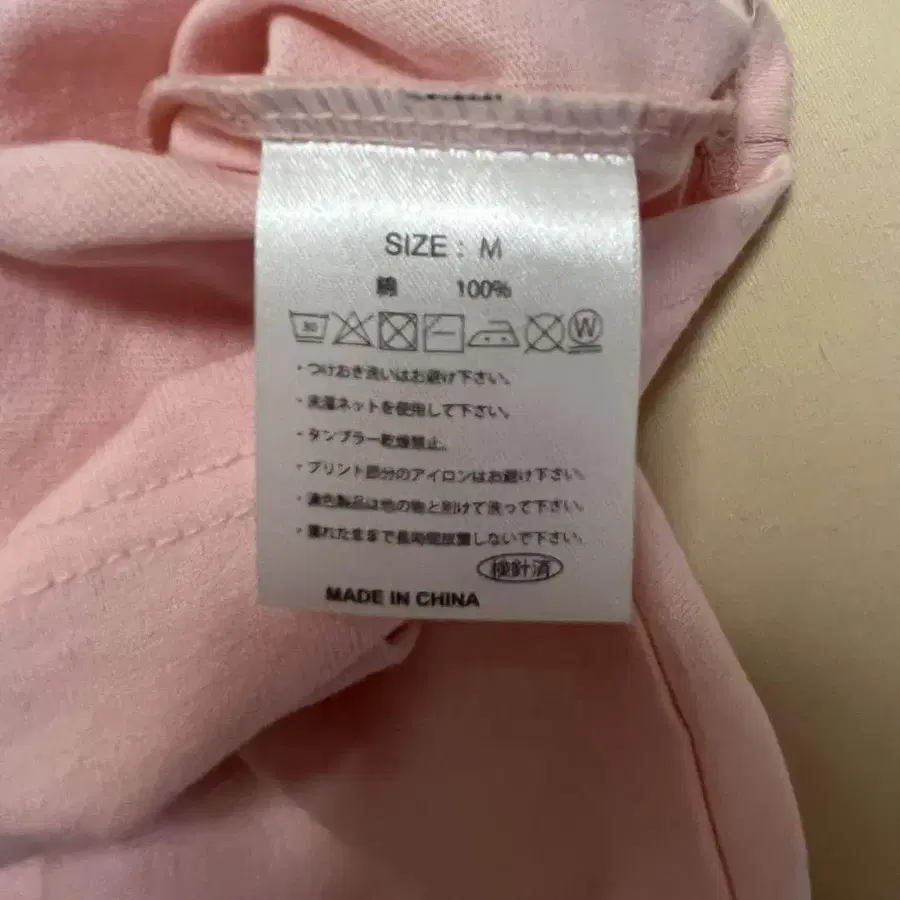 SIZE : M
綿 100%
30 W
・つけおき洗いはお避け下さい。
・洗濯ネットを使用して下さい。
・タンブラー乾燥禁止。
・プリント部分のアイロンはお避け下さい。
・濃色製品は他の物と別けて洗って下さい。
・濡れたままで長時間放置しないで下さい。
検針済
MADE IN CHINA